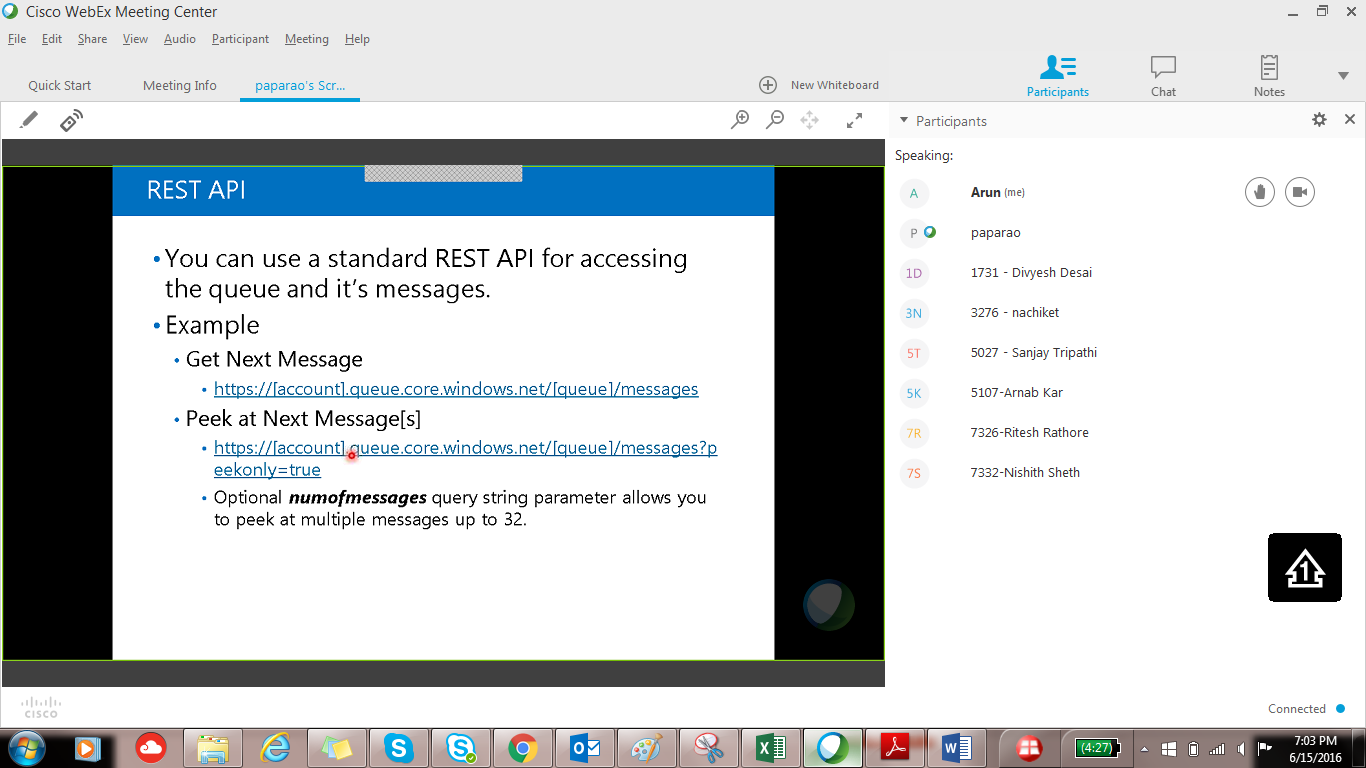 Cisco WebEx Meeting Center
File Edit Share View Audio Participant Meeting Help
Quick Start Meeting Info paparao's Scr... New Whiteboard
Participants Chat Notes
Participants
Speaking:
A Arun (me)
P paparao
1D 1731 - Divyesh Desai
3N 3276 - nachiket
5T 5027 - Sanjay Tripathi
5K 5107-Arnab Kar
7R 7326-Ritesh Rathore
7S 7332-Nishith Sheth
REST API
•You can use a standard REST API for accessing
the queue and it's messages.
•Example
• Get Next Message
• https://[account].queue.core.windows.net/[queue]/messages
• Peek at Next Message[s]
• https://[account].queue.core.windows.net/[queue]/messages?p
eekonly=true
• Optional numofmessages query string parameter allows you
to peek at multiple messages up to 32.
1
CISCO
Connected
(4:27)
7:03 PM
6/15/2016